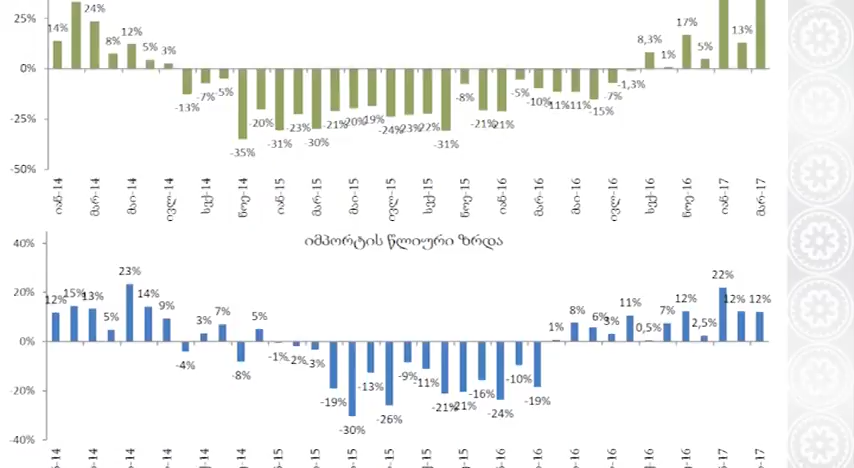 25%
0%
-25%
-50%
14% 24% 8% 12% 5% 3% -13% -7% -5% -35% -20% -31% -23% -30% -21% -20% -19% -24% -23% -22% -31% -8% -21% -21% -5% -10% -11% -11% -15% -7% -1,3% 8,3% 1% 17% 5% 13%
იან-14 მარ-14 მაი-14 ივლ-14 სექ-14 ნოე-14 იან-15 მარ-15 მაი-15 ივლ-15 სექ-15 ნოე-15 იან-16 მარ-16 მაი-16 ივლ-16 სექ-16 ნოე-16 იან-17 მარ-17
იმპორტის წლიური ზრდა
40%
20%
0%
-20%
-40%
12% 15% 13% 5% 23% 14% 9% -4% 3% 7% -8% 5% -1% -2% -3% -19% -30% -13% -26% -9% -11% -21% -21% -16% -24% -10% -19% 1% 8% 6% 3% 11% 0,5% 7% 12% 2,5% 22% 12% 12%